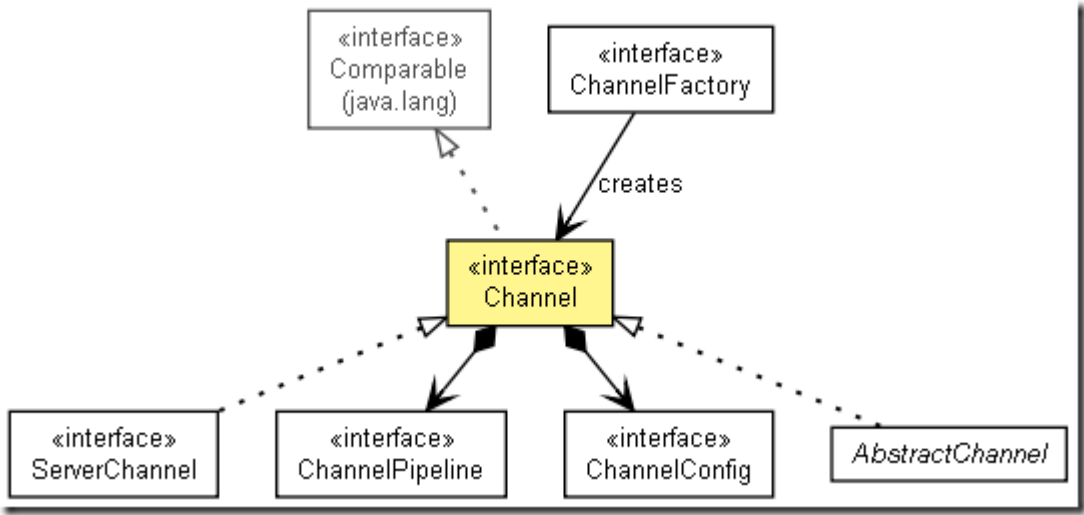 «interface»
Comparable
(java.lang)
«interface»
ChannelFactory
creates
«interface»
Channel
«interface»
ServerChannel
«interface»
ChannelPipeline
«interface»
ChannelConfig
AbstractChannel